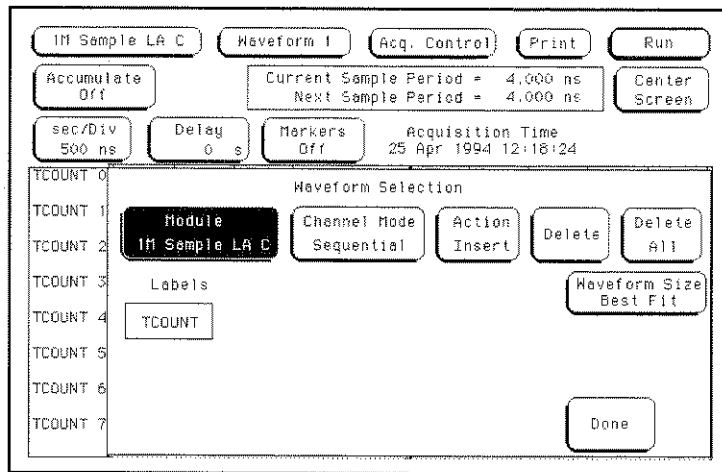 1M Sample LA C
Waveform 1
Acq. Control
Print
Run
Accumulate
Off
Current Sample Period = 4.000 ns
Next Sample Period = 4.000 ns
Center
Screen
sec/Div
500 ns
Delay
0 s
Markers
Off
Acquisition Time
25 Apr 1994 12:18:24
TCOUNT 0
TCOUNT 1
TCOUNT 2
TCOUNT 3
TCOUNT 4
TCOUNT 5
TCOUNT 6
TCOUNT 7
Waveform Selection
Module
1M Sample LA C
Channel Mode
Sequential
Action
Insert
Delete
Delete
All
Labels
TCOUNT
Waveform Size
Best Fit
Done